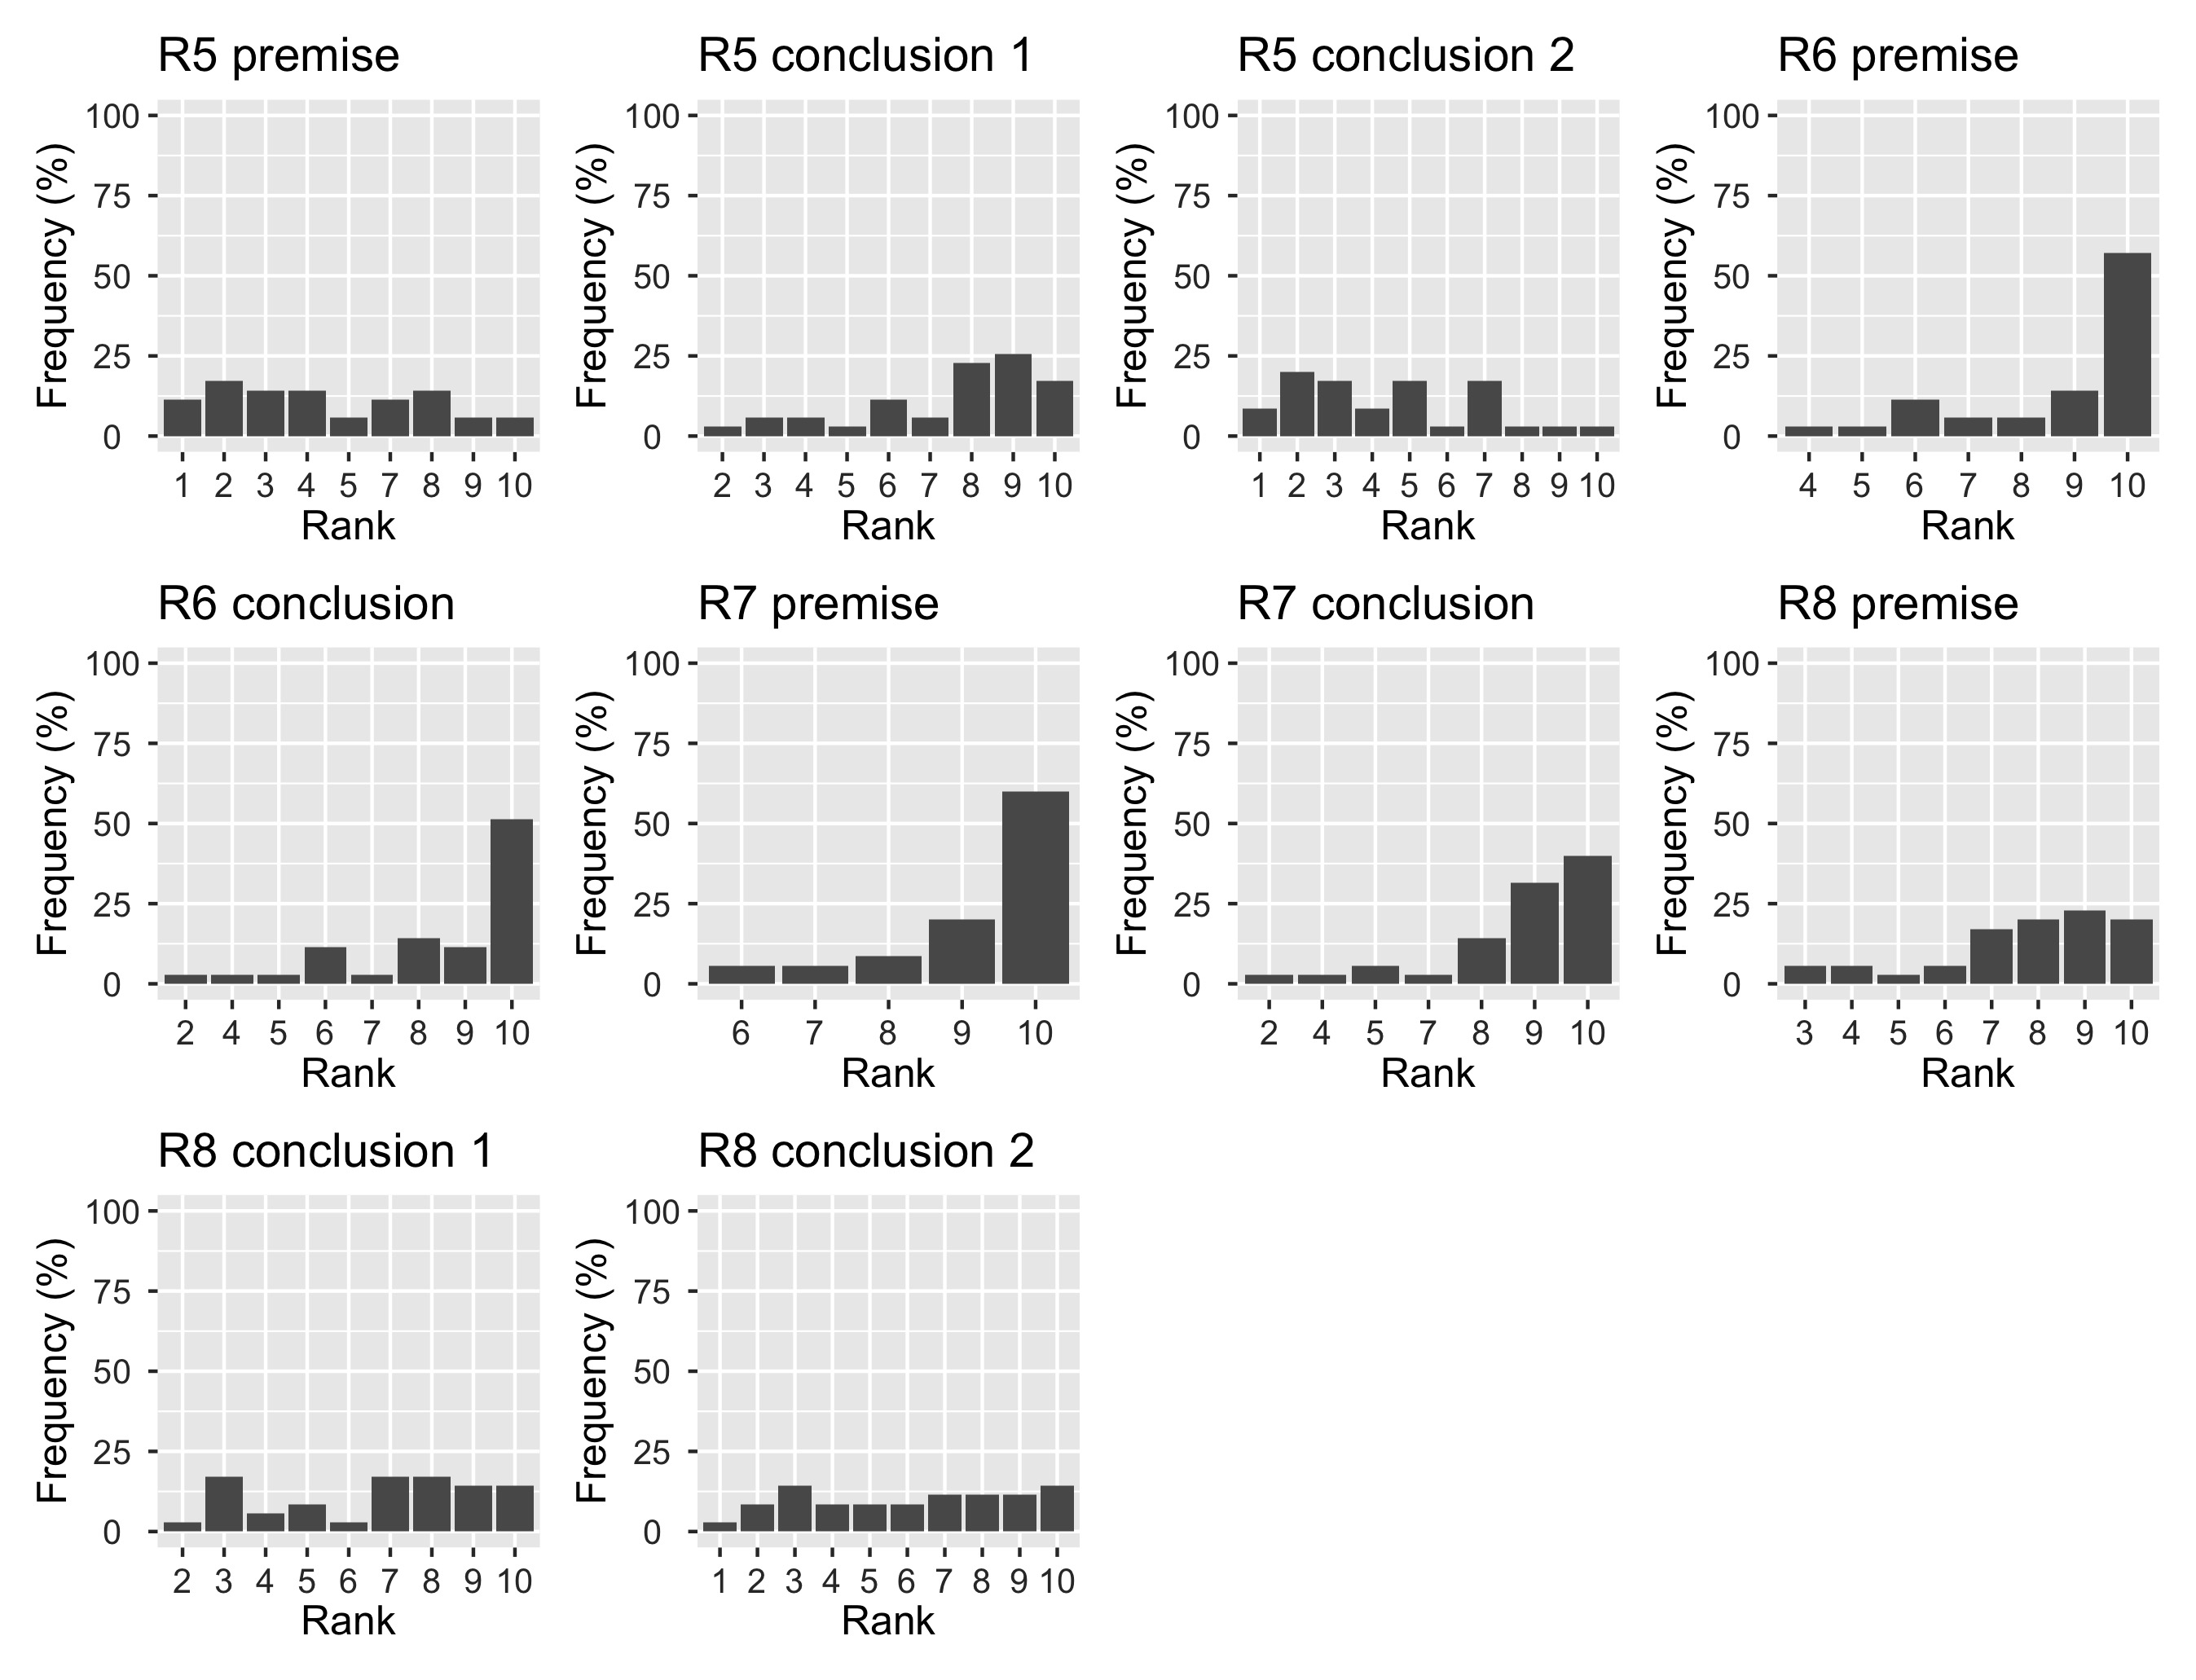 R5 premise
100
75
50
25
0
Frequency (%)
1 2 3 4 5 7 8 9 10
Rank
R5 conclusion 1
100
75
50
25
0
Frequency (%)
2 3 4 5 6 7 8 9 10
Rank
R5 conclusion 2
100
75
50
25
0
Frequency (%)
1 2 3 4 5 6 7 8 9 10
Rank
R6 premise
100
75
50
25
0
Frequency (%)
4 5 6 7 8 9 10
Rank
R6 conclusion
100
75
50
25
0
Frequency (%)
2 4 5 6 7 8 9 10
Rank
R7 premise
100
75
50
25
0
Frequency (%)
6 7 8 9 10
Rank
R7 conclusion
100
75
50
25
0
Frequency (%)
2 4 5 7 8 9 10
Rank
R8 premise
100
75
50
25
0
Frequency (%)
3 4 5 6 7 8 9 10
Rank
R8 conclusion 1
100
75
50
25
0
Frequency (%)
2 3 4 5 6 7 8 9 10
Rank
R8 conclusion 2
100
75
50
25
0
Frequency (%)
1 2 3 4 5 6 7 8 9 10
Rank